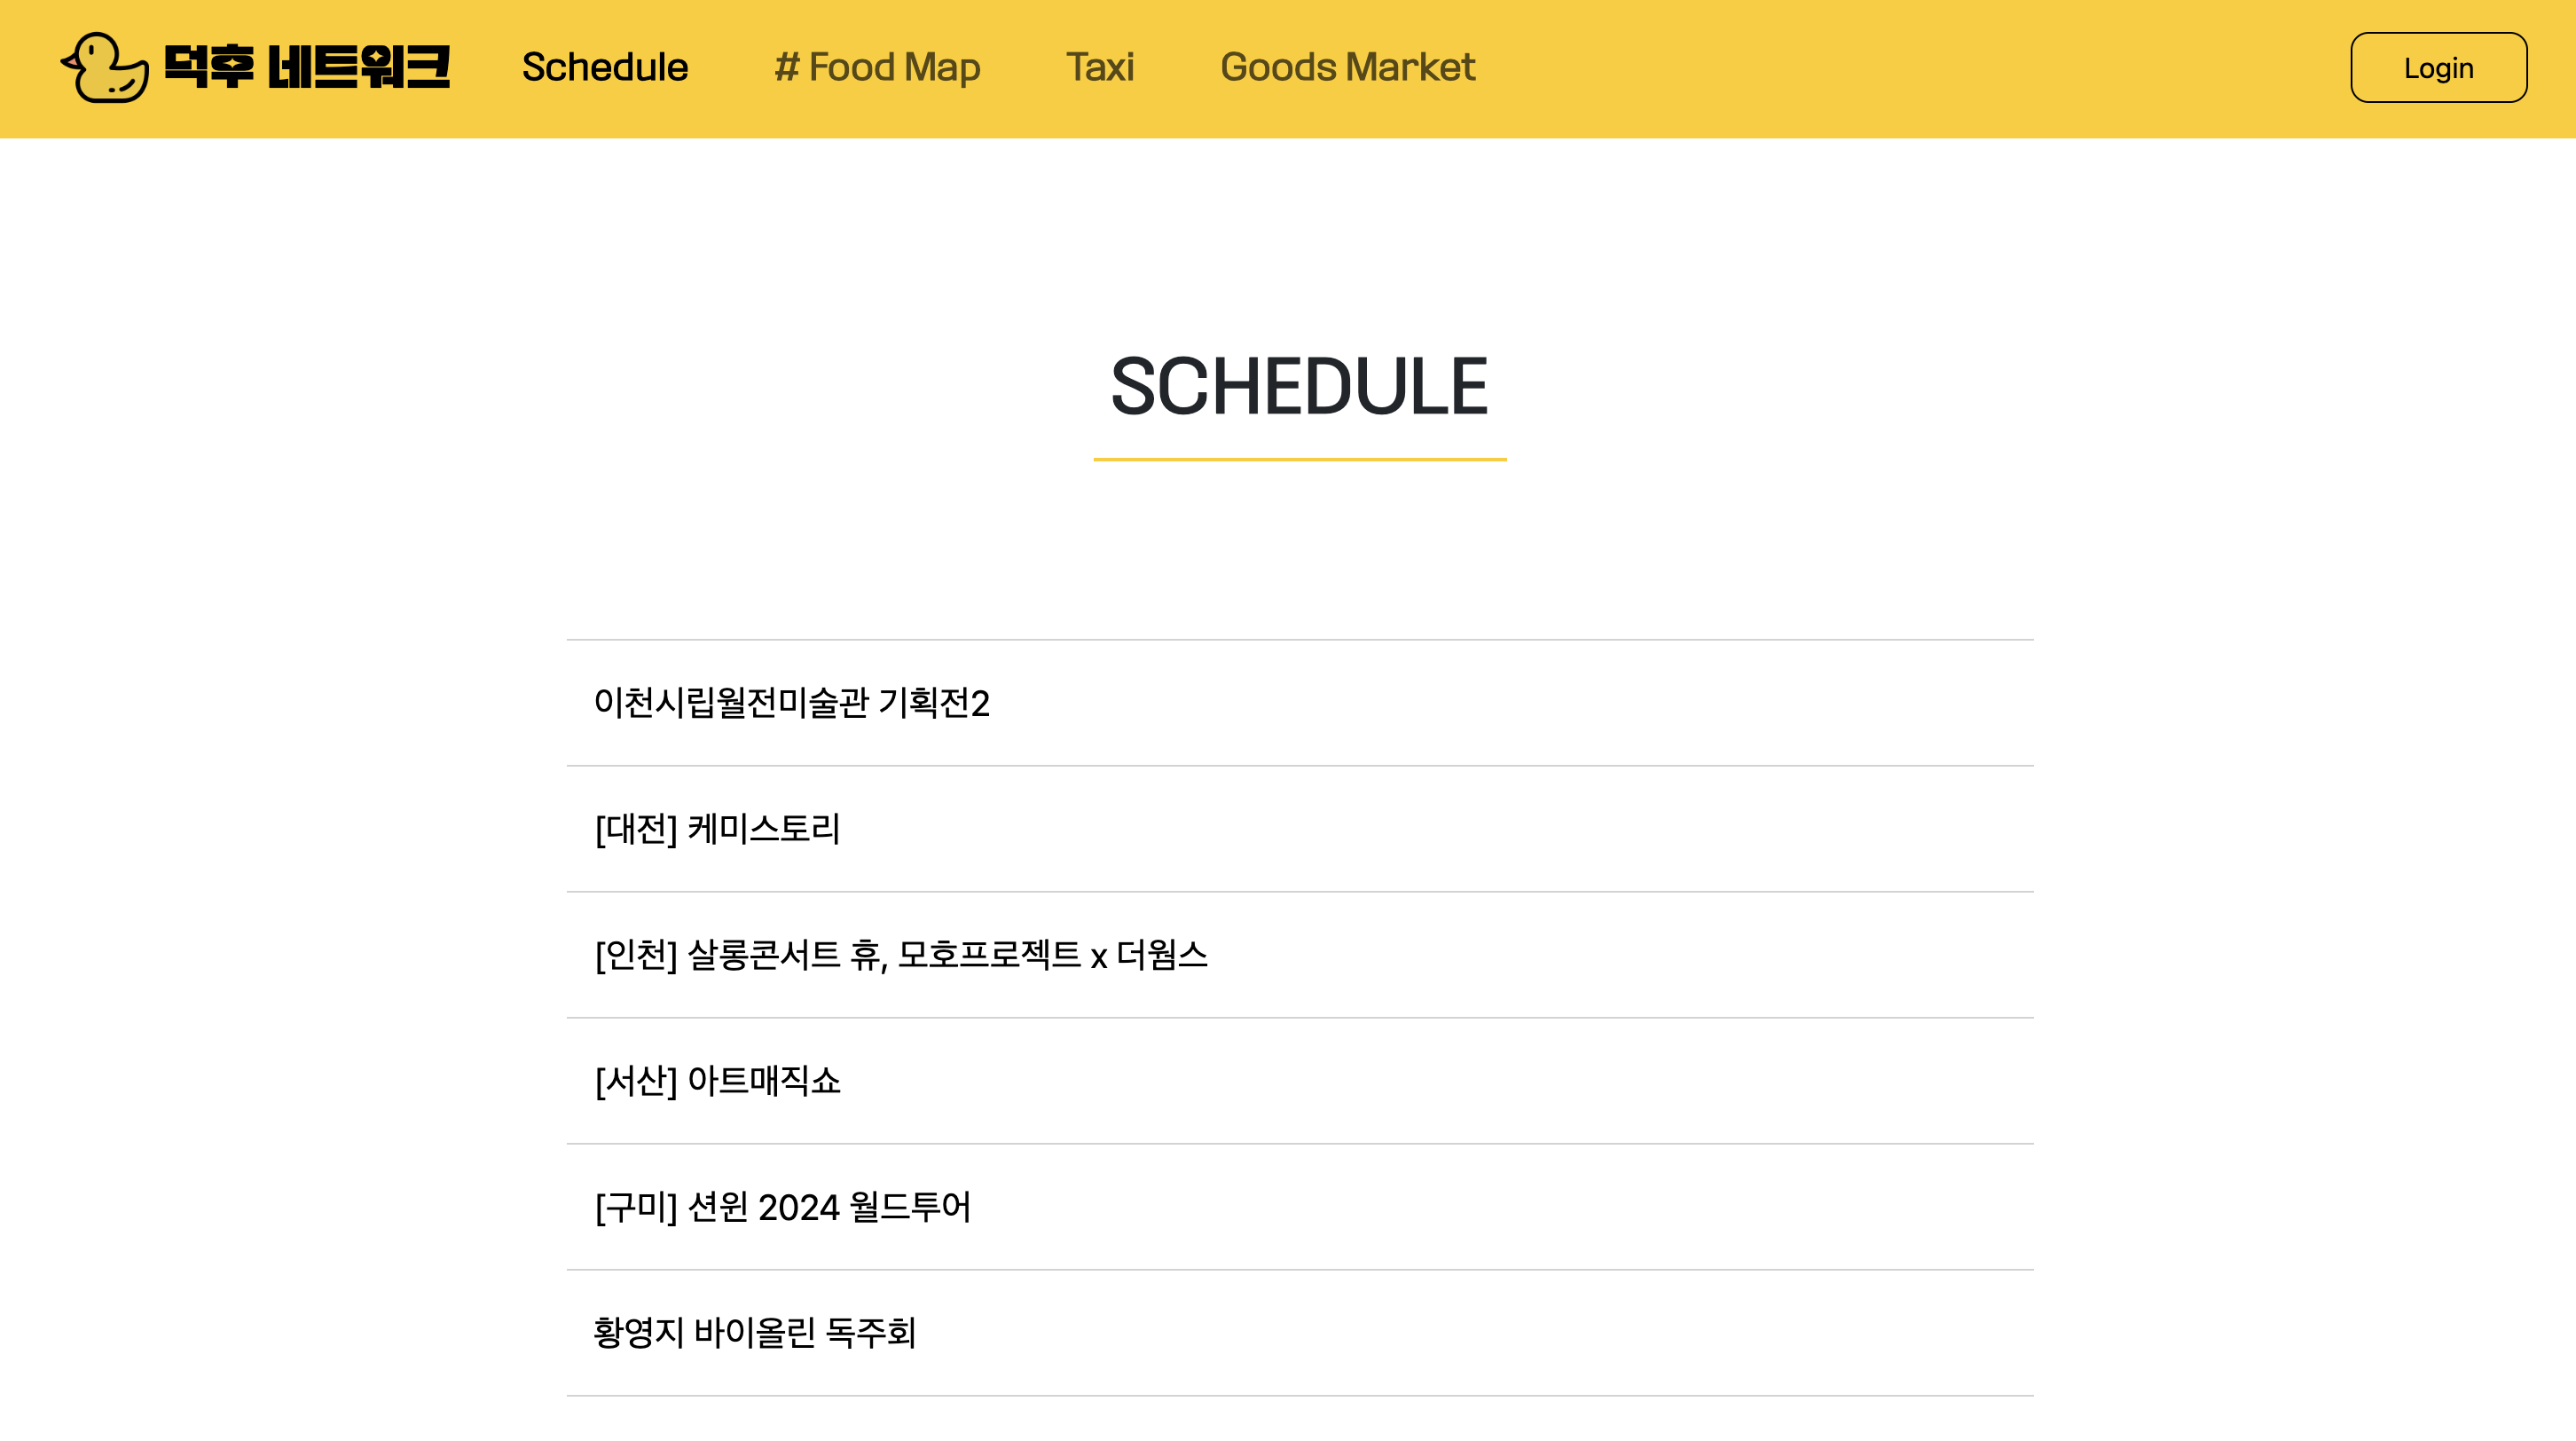 덕후 네트워크
Schedule
# Food Map
Taxi
Goods Market
Login
SCHEDULE
이천시립월전미술관 기획전2
[대전] 케미스토리
[인천] 살롱콘서트 휴, 모호프로젝트 x 더웜스
[서산] 아트매직쇼
[구미] 션윈 2024 월드투어
황영지 바이올린 독주회